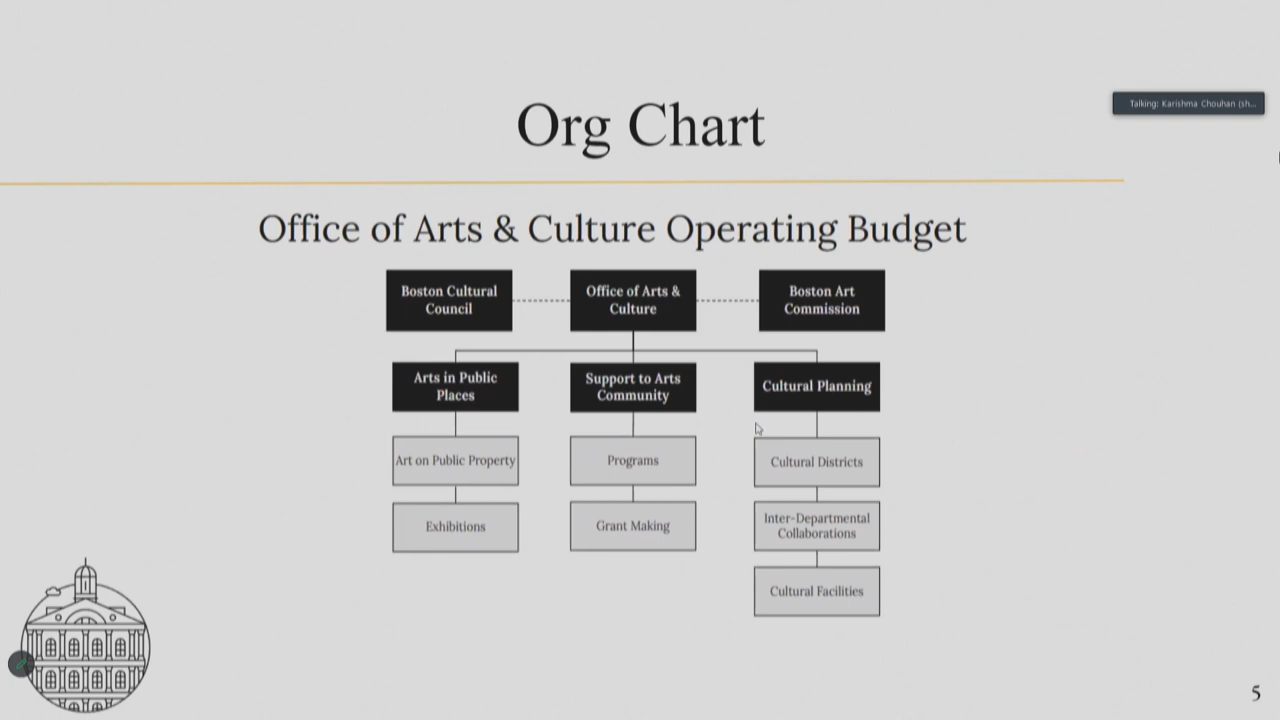 Talking: Karishma Chouhan (sh...
Org Chart
Office of Arts & Culture Operating Budget
Boston Cultural
Council
Office of Arts &
Culture
Boston Art
Commission
Arts in Public
Places
Support to Arts
Community
Cultural Planning
Art on Public Property
Programs
Cultural Districts
Exhibitions
Grant Making
Inter-Departmental
Collaborations
Cultural Facilities
5